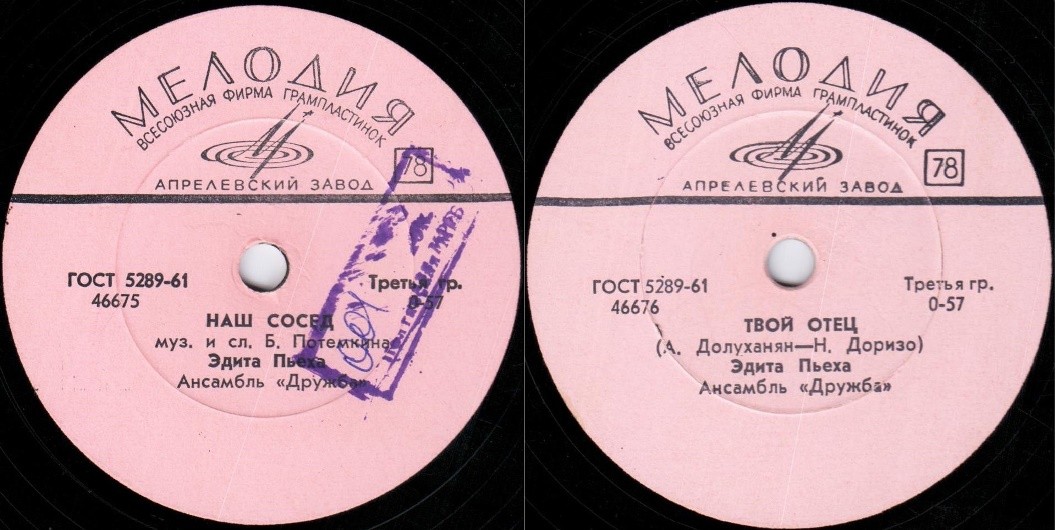 МЕЛОДИЯ
ВСЕСОЮЗНАЯ ФИРМА ГРАМПЛАСТИНОК
78
АПРЕЛЕВСКИЙ ЗАВОД
ГОСТ 5289-61
46675
Третья гр.
0-57
НАШ СОСЕД
муз. и сл. Б. Потемкина
Эдита Пьеха
Ансамбль «Дружба»
МЕЛОДИЯ
ВСЕСОЮЗНАЯ ФИРМА ГРАМПЛАСТИНОК
78
АПРЕЛЕВСКИЙ ЗАВОД
ГОСТ 5289-61
46676
Третья гр.
0-57
ТВОЙ ОТЕЦ
(А. Долуханян—Н. Доризо)
Эдита Пьеха
Ансамбль «Дружба»